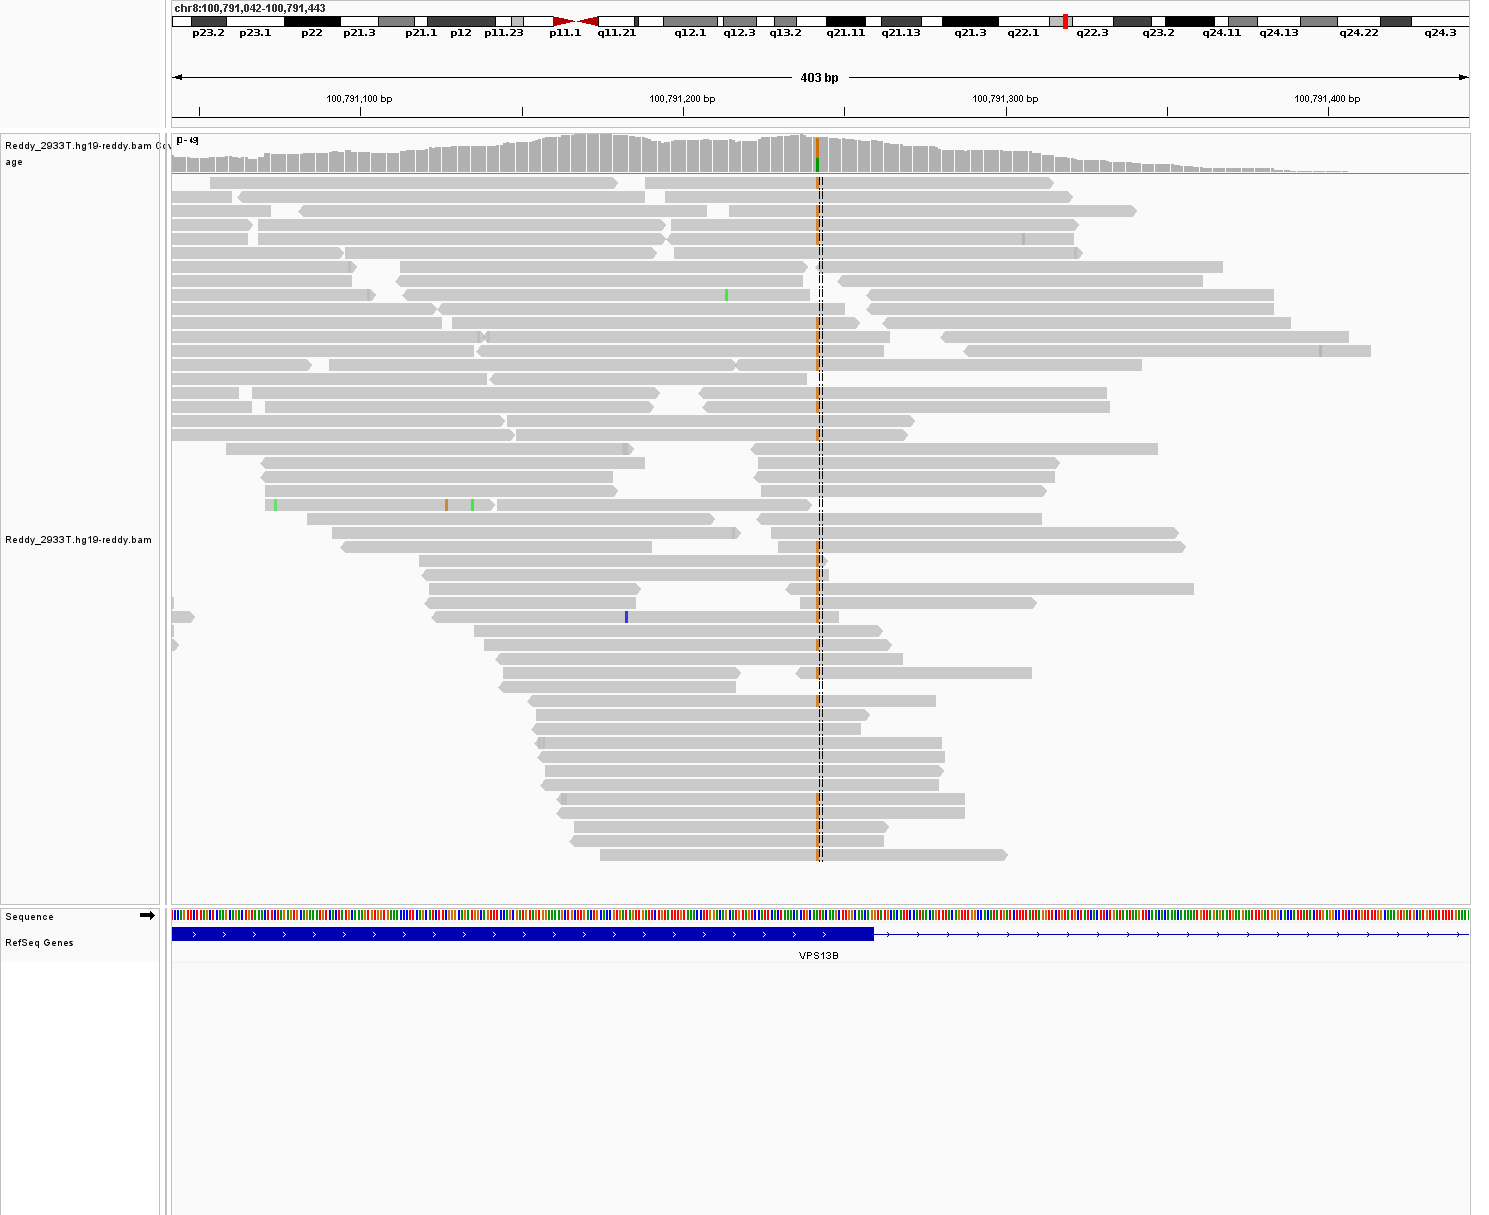 chr8:100,791,042-100,791,443
p23.2 p23.1 p22 p21.3 p21.1 p12 p11.23 p11.1 q11.21 q12.1 q12.3 q13.2 q21.11 q21.13 q21.3 q22.1 q22.3 q23.2 q24.11 q24.13 q24.22 q24.3
403 bp
100,791,100 bp 100,791,200 bp 100,791,300 bp 100,791,400 bp
Reddy_2933T.hg19-reddy.bam Cov
age
[0 - 49]
Reddy_2933T.hg19-reddy.bam
Sequence
RefSeq Genes
VPS13B